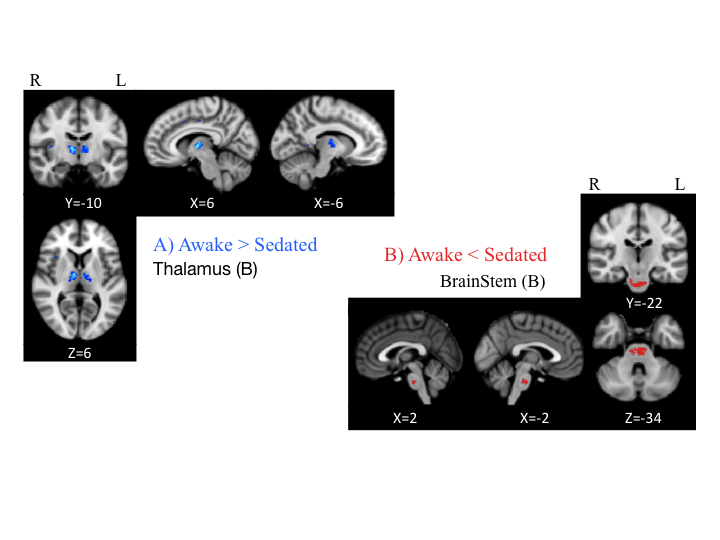 R L
Y=-10 X=6 X=-6
A) Awake > Sedated
Thalamus (B)
Z=6
R L
B) Awake < Sedated
BrainStem (B)
Y=-22
X=2 X=-2 Z=-34